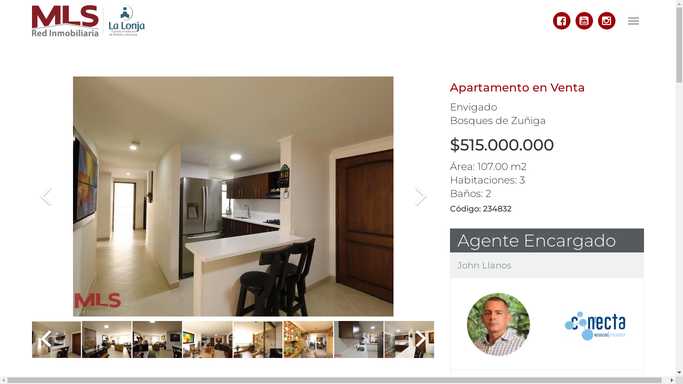 MLS
Red Inmobiliaria
La Lonja
Apartamento en Venta
Envigado
Bosques de Zuñiga
$515.000.000
Área: 107.00 m2
Habitaciones: 3
Baños: 2
Código: 234832
Agente Encargado
John Llanos
MLS
conecta